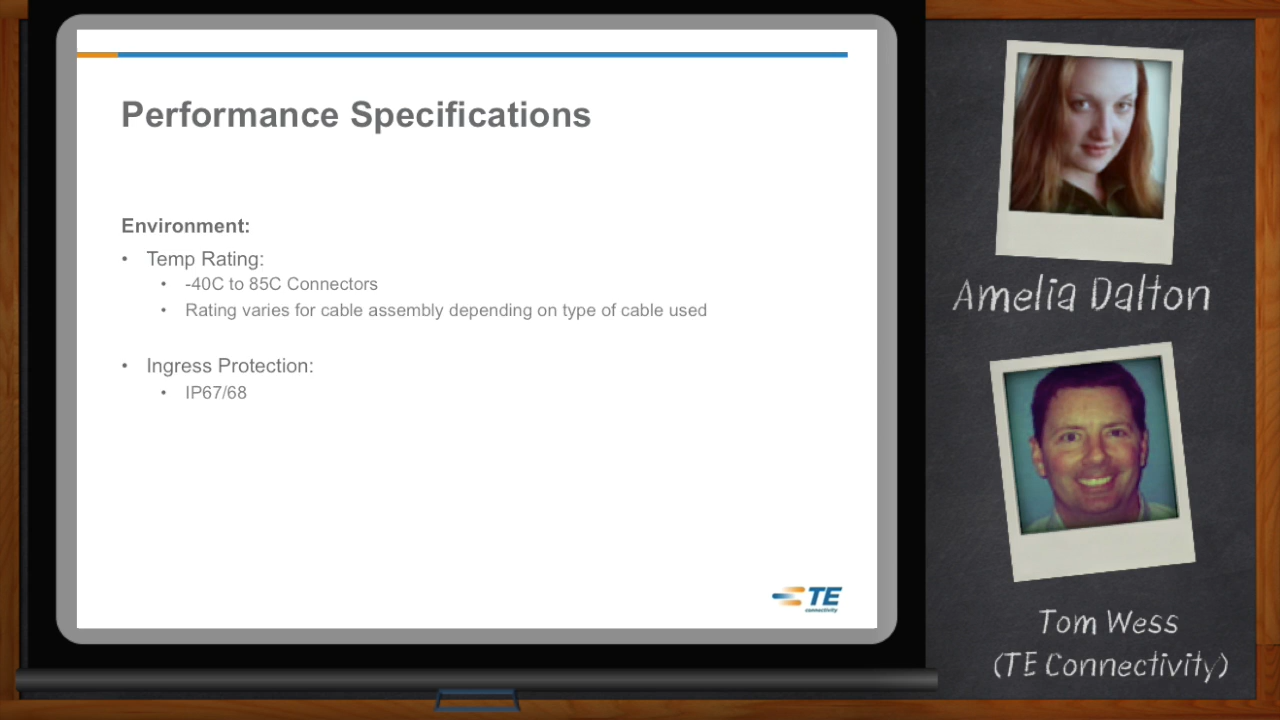 Performance Specifications
Environment:
• Temp Rating:
• -40C to 85C Connectors
• Rating varies for cable assembly depending on type of cable used
• Ingress Protection:
• IP67/68
TE
connectivity
Amelia Dalton
Tom Wess
(TE Connectivity)